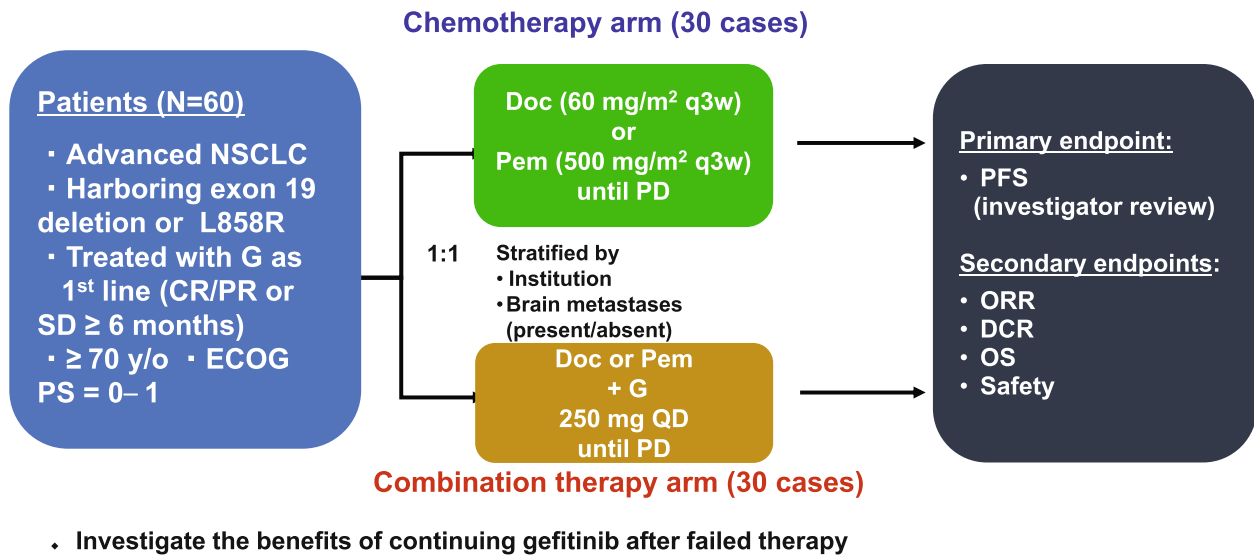 Chemotherapy arm (30 cases)
Patients (N=60)
・Advanced NSCLC
・Harboring exon 19
deletion or L858R
・Treated with G as
1st line (CR/PR or
SD ≥ 6 months)
・≥ 70 y/o ・ECOG
PS = 0– 1
1:1
Doc (60 mg/m² q3w)
or
Pem (500 mg/m² q3w)
until PD
Stratified by
• Institution
• Brain metastases
(present/absent)
Doc or Pem
+ G
250 mg QD
until PD
Combination therapy arm (30 cases)
Primary endpoint:
• PFS
(investigator review)
Secondary endpoints:
• ORR
• DCR
• OS
• Safety
⬥ Investigate the benefits of continuing gefitinib after failed therapy